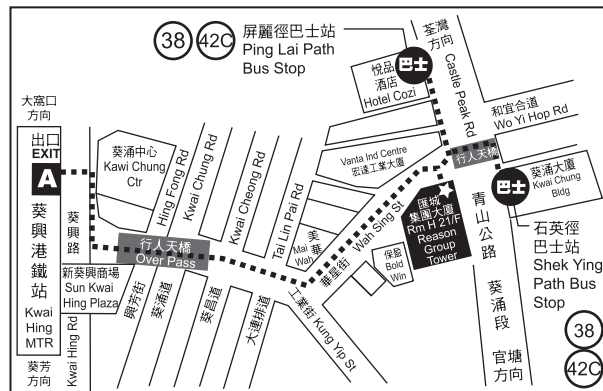 38
42C
屏麗徑巴士站
Ping Lai Path
Bus Stop
荃灣
方向
Castle Peak Rd
巴士
悅品
酒店
Hotel Cozi
和宜合道
Wo Yi Hop Rd
大窩口
方向
出口
EXIT
A
葵興港鐵站
Kwai
Hing
MTR
葵芳
方向
葵涌中心
Kawi Chung
Ctr
葵興路
Kwai Hing Rd
新葵興商場
Sun Kwai
Hing Plaza
Hing Fong Rd
Kwai Chung Rd
Kwai Cheong Rd
Tai Lin Pai Rd
行人天橋
Over Pass
興芳街
葵涌道
葵昌道
大連排道
美華
Mai
Wah
Vanta Ind Centre
宏達工業大廈
華星街 Wah Sing St
工業街 Kung Yip St
保盈
Bold
Win
行人天橋
匯城
集團大廈
Rm H 21/F
Reason
Group
Tower
青山公路
葵涌段
官塘
方向
巴士
葵涌大廈
Kwai Chung
Bldg
石英徑
巴士站
Shek Ying
Path Bus
Stop
38
42C